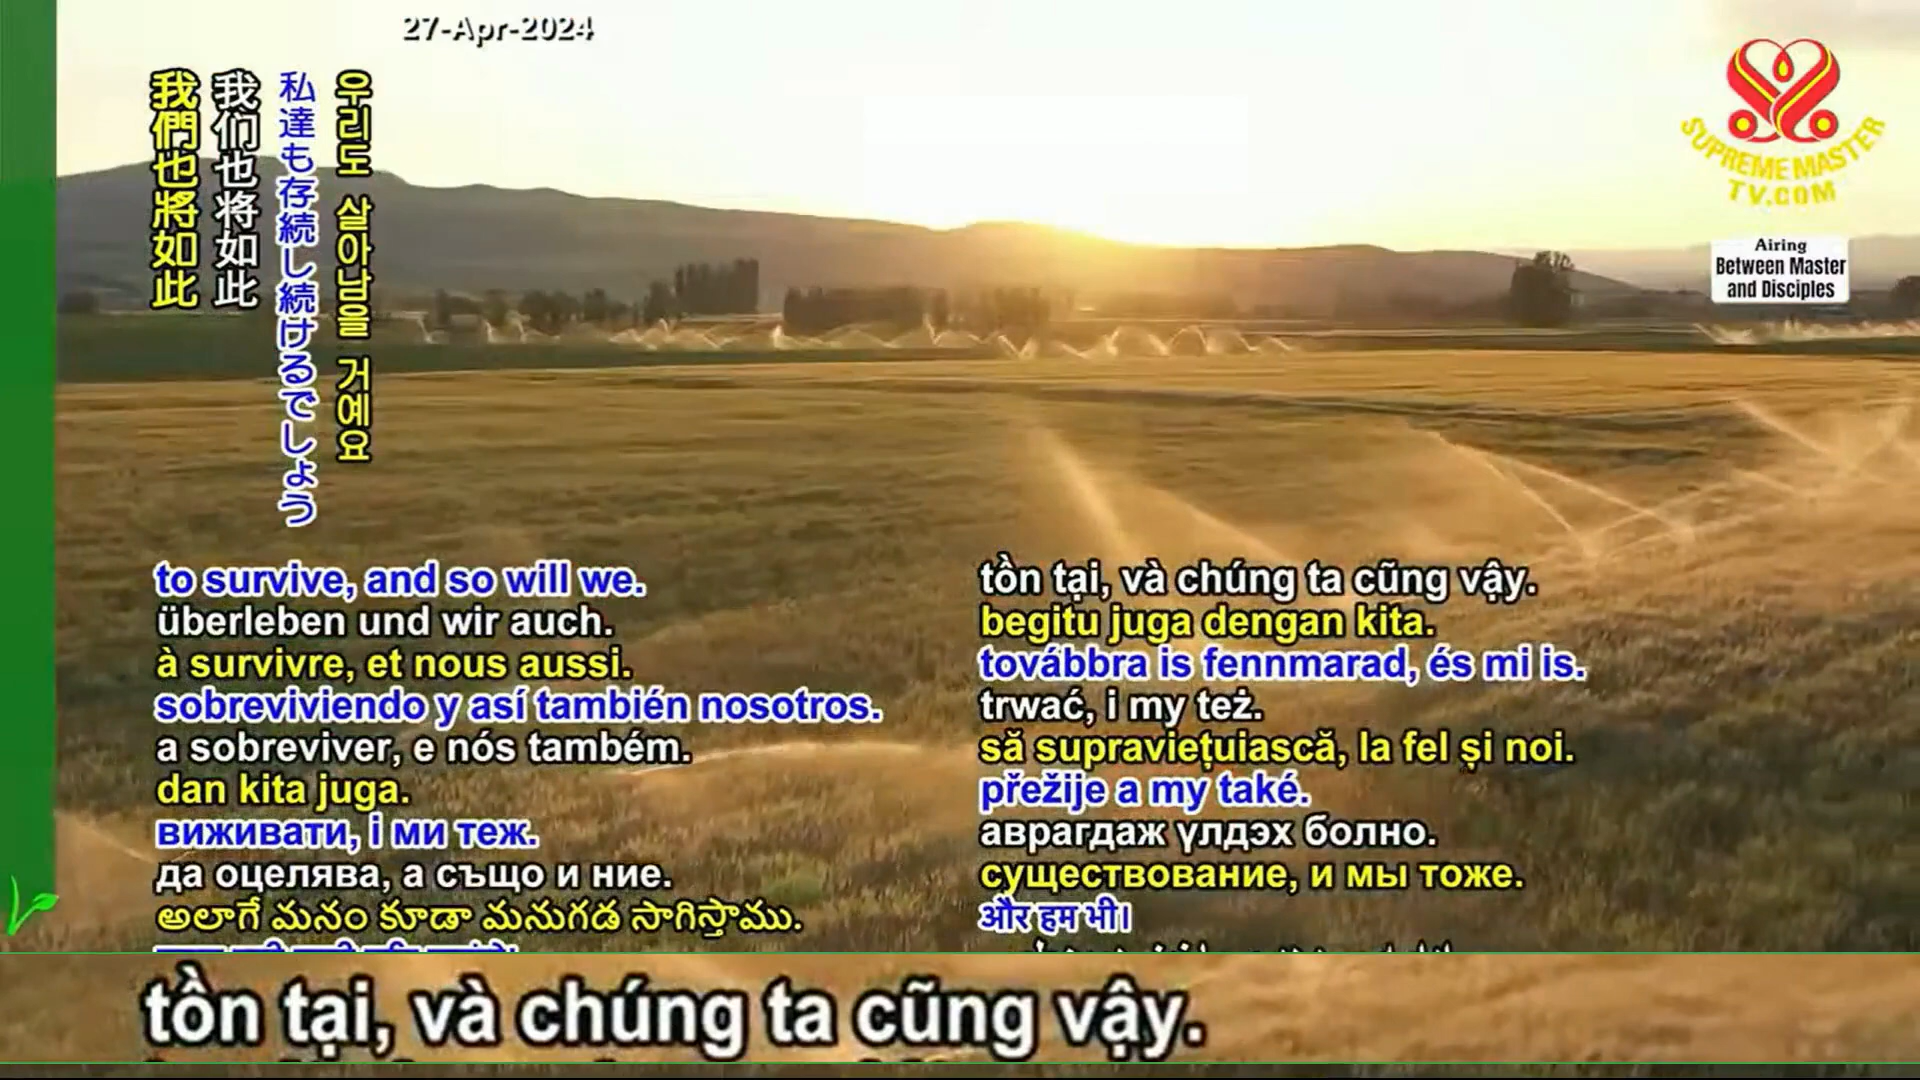 27-Apr-2024
我們也將如此
我们也将如此
私達も存続し続けるでしょう
우리도 살아남을 거예요
SUPREME MASTER
TV.COM
Airing
Between Master
and Disciples
to survive, and so will we.
überleben und wir auch.
à survivre, et nous aussi.
sobreviviendo y así también nosotros.
a sobreviver, e nós também.
dan kita juga.
виживати, і ми теж.
да оцелява, а също и ние.
అలాగే మనం కూడా మనుగడ సాగిస్తాము.
tồn tại, và chúng ta cũng vậy.
begitu juga dengan kita.
továbbra is fennmarad, és mi is.
trwać, i my też.
să supraviețuiască, la fel și noi.
přežije a my také.
аврагдаж үлдэх болно.
существование, и мы тоже.
और हम भी।
tồn tại, và chúng ta cũng vậy.